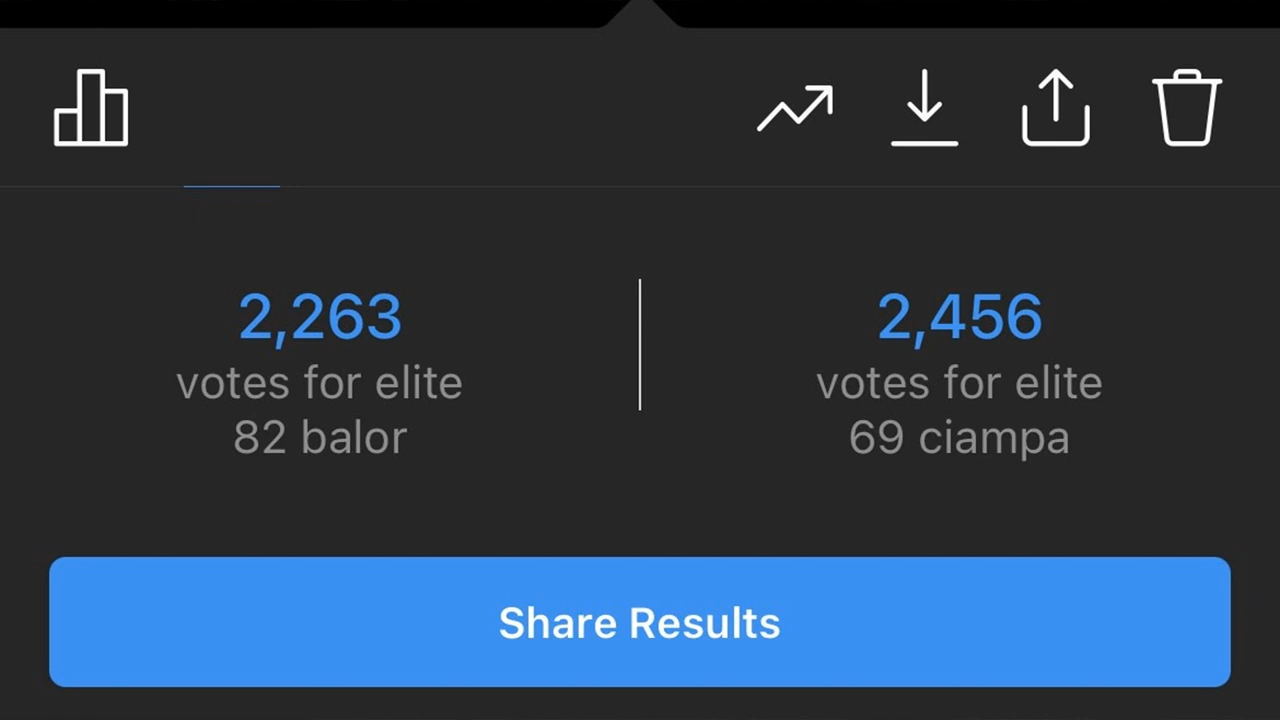 2,263
votes for elite
82 balor
2,456
votes for elite
69 ciampa
Share Results